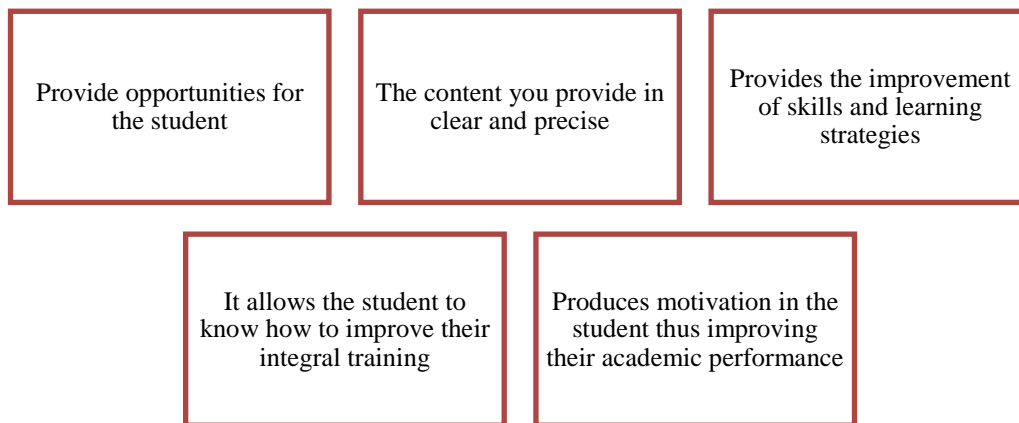 Provide opportunities for
the student
The content you provide in
clear and precise
Provides the improvement
of skills and learning
strategies
It allows the student to
know how to improve their
integral training
Produces motivation in the
student thus improving
their academic performance